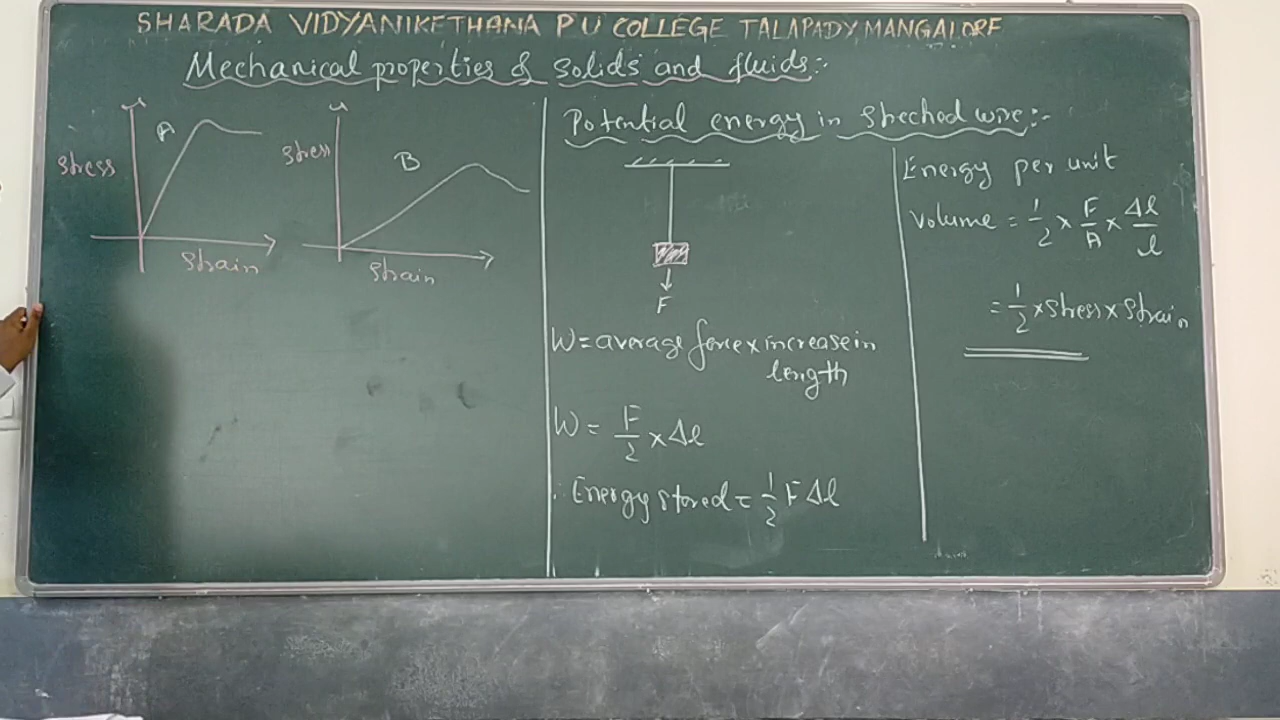 SHARADA VIDYANIKETHANA P U COLLEGE TALAPADY MANGALORE
Mechanical properties of solids and fluids:-
A
stress
strain
B
stress
strain
Potential energy in streched wire:-
F
W = average force x increase in
length
W = F/2 x Δl
∴ Energy stored = 1/2 F Δl
Energy per unit
volume = 1/2 x F/A x Δl/l
= 1/2 x stress x strain